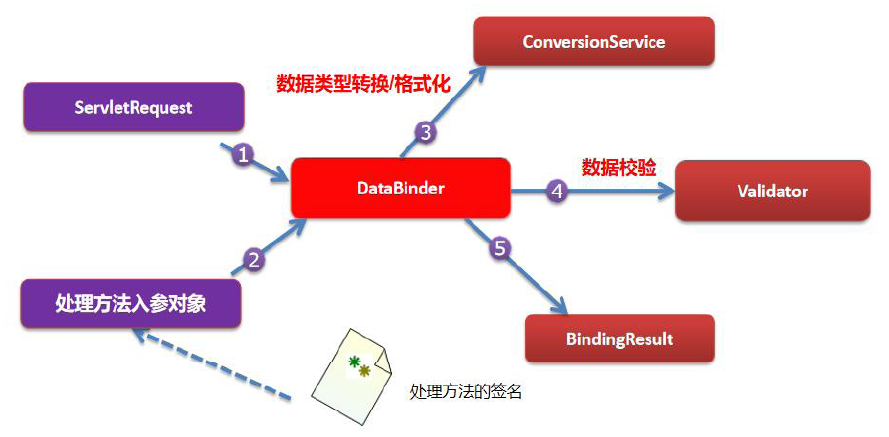 ConversionService
数据类型转换/格式化
ServletRequest
3
1
DataBinder
数据校验
4
Validator
2
5
处理方法入参对象
BindingResult
处理方法的签名